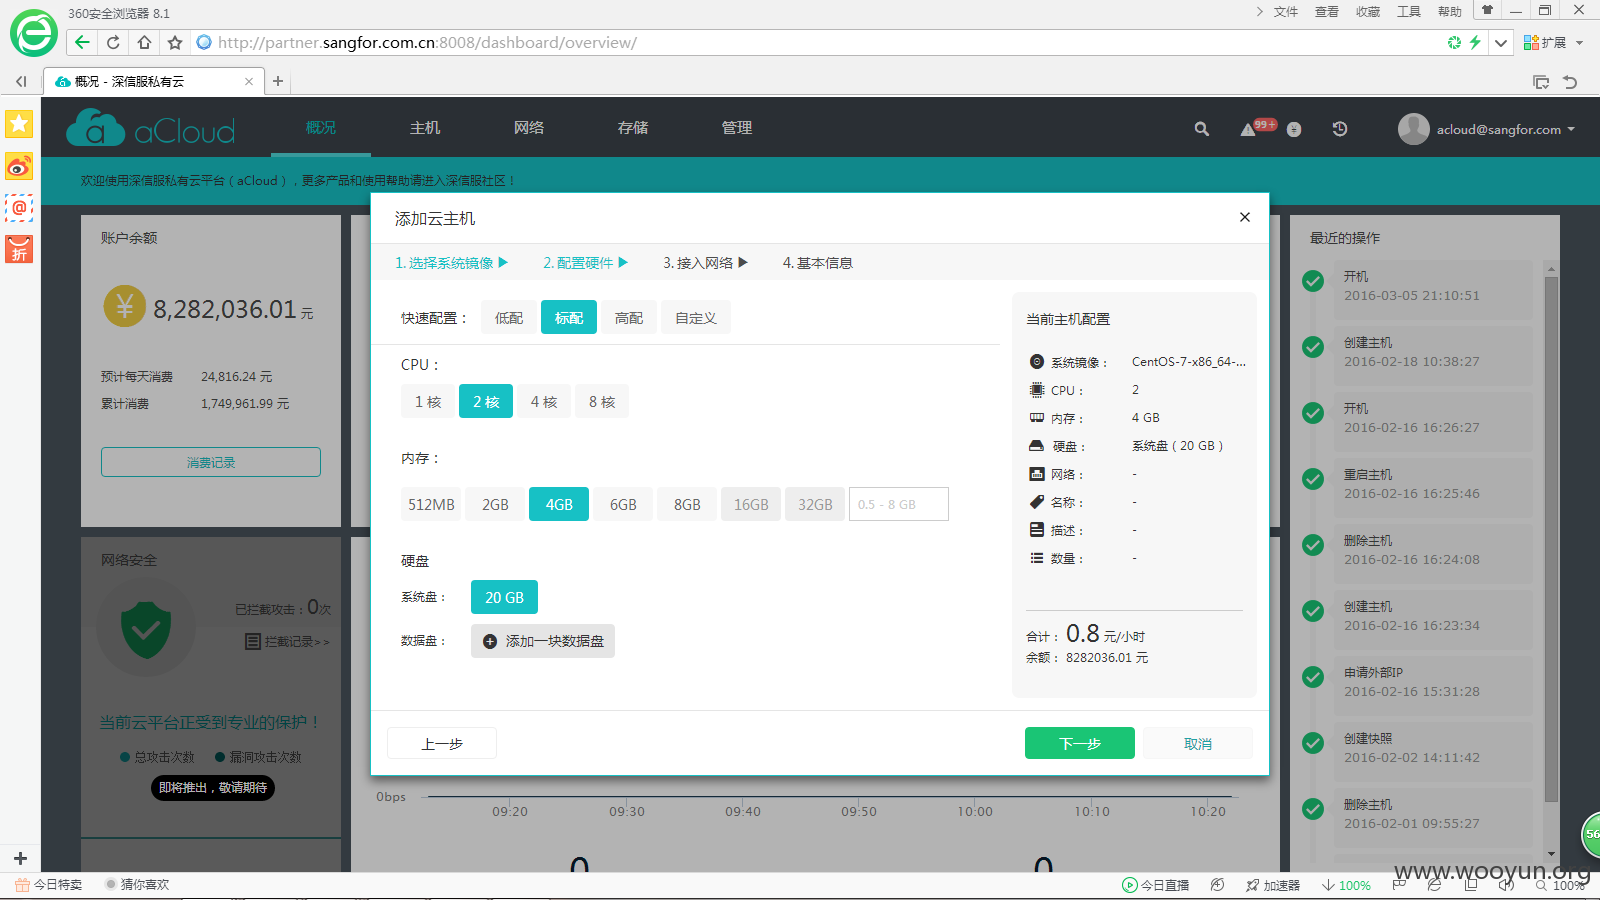 360安全浏览器 8.1
文件 查看 收藏 工具 帮助
http://partner.sangfor.com.cn:8008/dashboard/overview/
扩展
概况 - 深信服私有云
aCloud
概况 主机 网络 存储 管理
99+
acloud@sangfor.com
欢迎使用深信服私有云平台（aCloud），更多产品和使用帮助请进入深信服社区！
账户余额
8,282,036.01 元
预计每天消费 24,816.24 元
累计消费 1,749,961.99 元
消费记录
网络安全
已拦截攻击：0次
拦截记录>>
当前云平台正受到专业的保护！
总攻击次数 漏洞攻击次数
即将推出，敬请期待
添加云主机
1.选择系统镜像 2.配置硬件 3.接入网络 4.基本信息
快速配置： 低配 标配 高配 自定义
CPU：
1 核 2 核 4 核 8 核
内存：
512MB 2GB 4GB 6GB 8GB 16GB 32GB 0.5 - 8 GB
硬盘
系统盘： 20 GB
数据盘： 添加一块数据盘
当前主机配置
系统镜像： CentOS-7-x86_64-...
CPU： 2
内存： 4 GB
硬盘： 系统盘（20 GB）
网络： -
名称： -
描述： -
数量： -
合计： 0.8 元/小时
余额： 8282036.01 元
上一步 下一步 取消
0bps
09:20 09:30 09:40 09:50 10:00 10:10 10:20
0 0
最近的操作
开机
2016-03-05 21:10:51
创建主机
2016-02-18 10:38:27
开机
2016-02-16 16:26:27
重启主机
2016-02-16 16:25:46
删除主机
2016-02-16 16:24:08
创建主机
2016-02-16 16:23:34
申请外部IP
2016-02-16 15:31:28
创建快照
2016-02-02 14:11:42
删除主机
2016-02-01 09:55:27
56
折
www.wooyun.org
今日特卖 猜你喜欢
今日直播 加速器 100% 100%